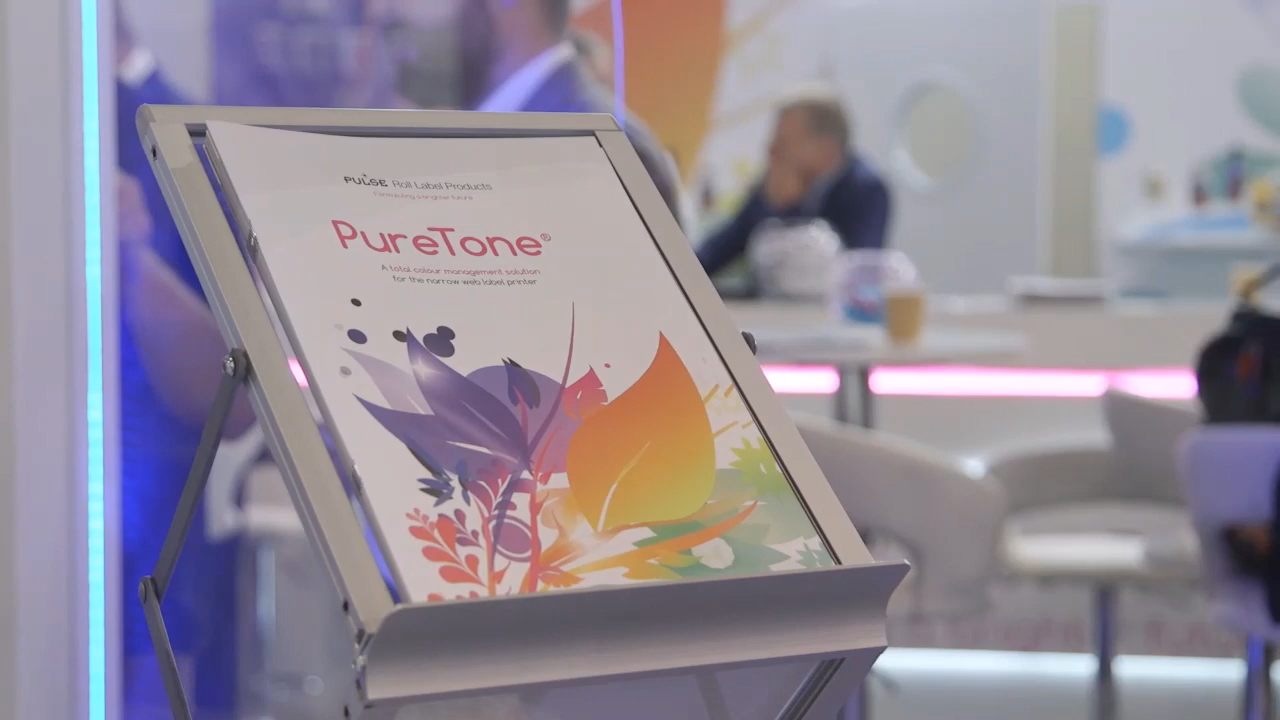 PULSE Roll Label Products
Formulating a brighter future
PureTone®
A total colour management solution
for the narrow web label printer